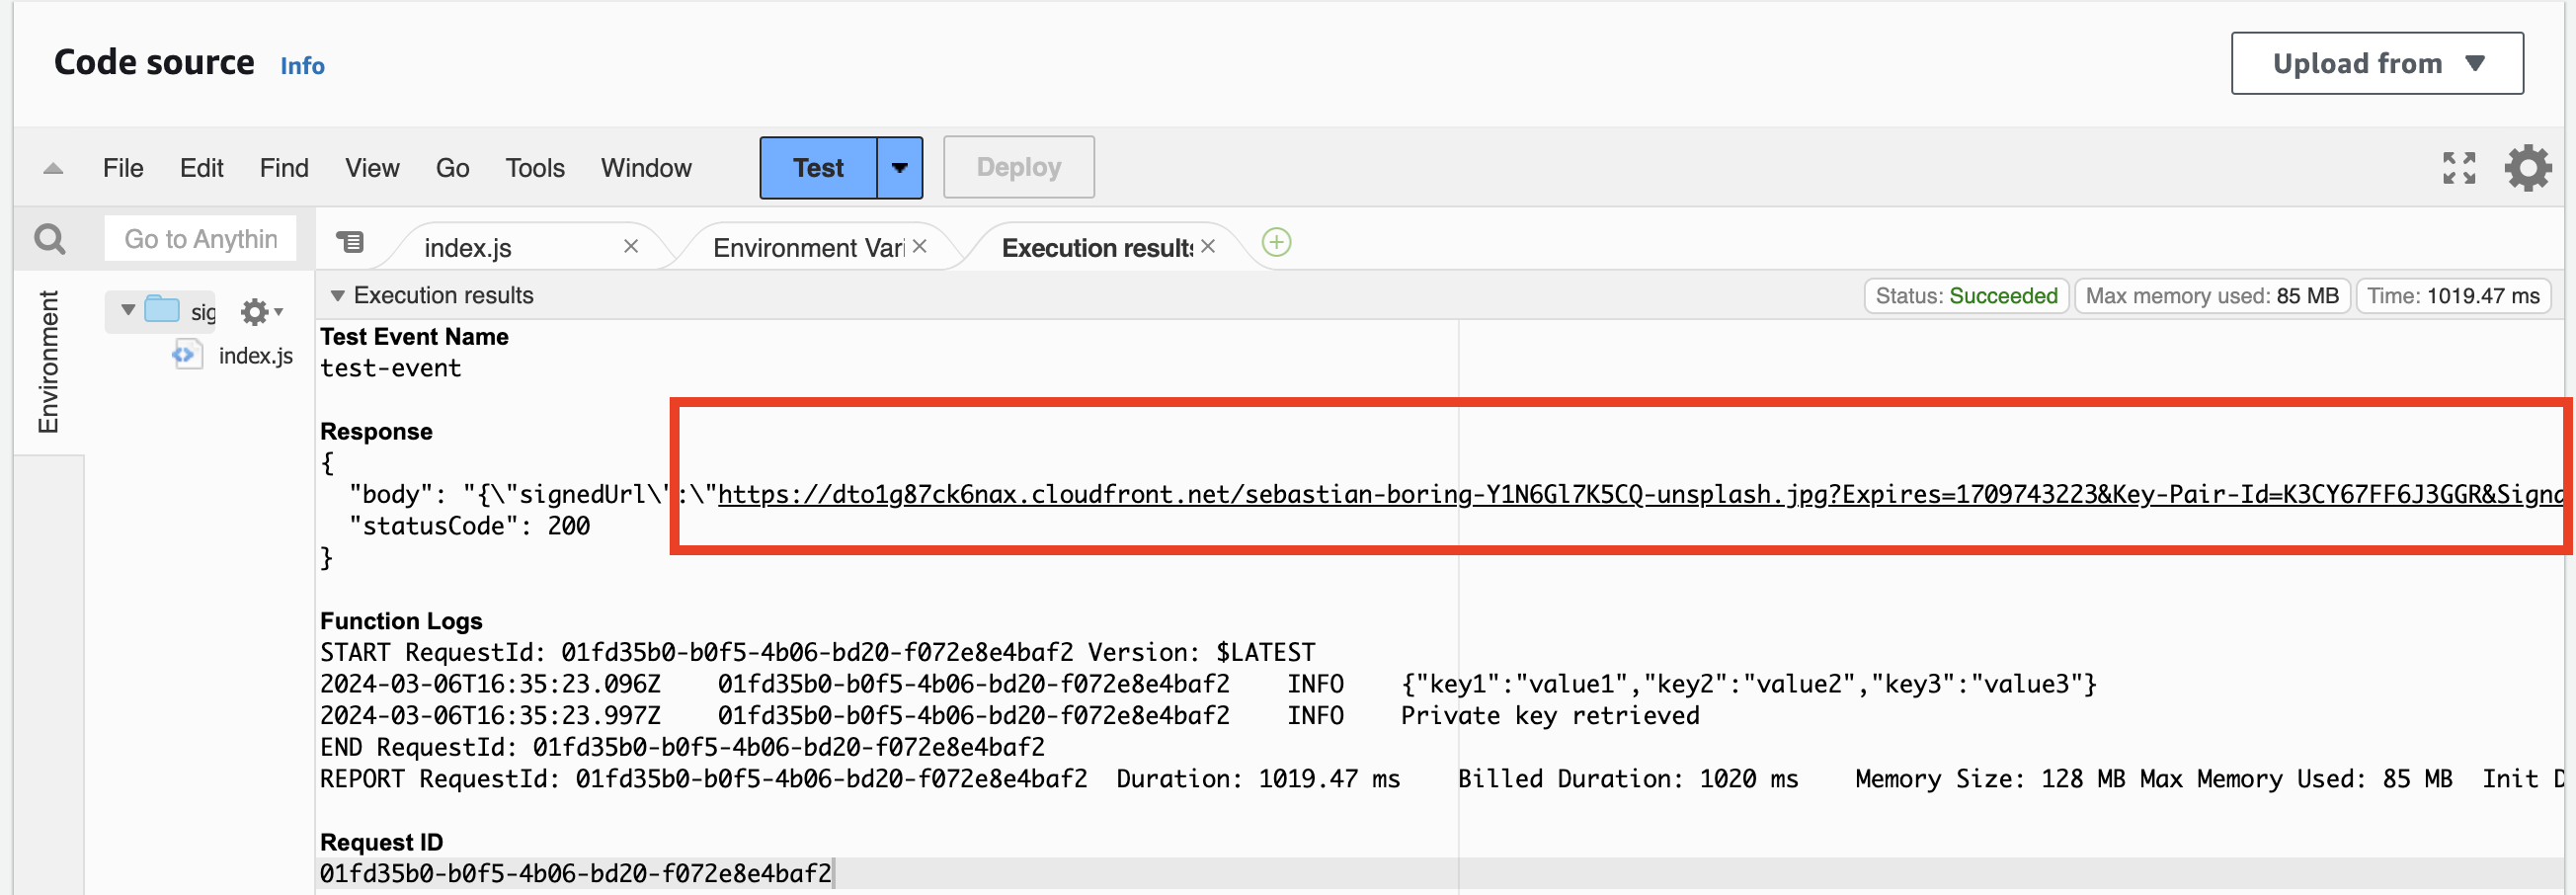 Code source Info Upload from
File Edit Find View Go Tools Window Test Deploy
Go to Anythin index.js Environment Vari Execution results
Environment
sig
index.js
Execution results Status: Succeeded Max memory used: 85 MB Time: 1019.47 ms
Test Event Name
test-event
Response
{
"body": "{\"signedUrl\":\"https://dto1g87ck6nax.cloudfront.net/sebastian-boring-Y1N6Gl7K5CQ-unsplash.jpg?Expires=1709743223&Key-Pair-Id=K3CY67FF6J3GGR&Signa
"statusCode": 200
}
Function Logs
START RequestId: 01fd35b0-b0f5-4b06-bd20-f072e8e4baf2 Version: $LATEST
2024-03-06T16:35:23.096Z 01fd35b0-b0f5-4b06-bd20-f072e8e4baf2 INFO {"key1":"value1","key2":"value2","key3":"value3"}
2024-03-06T16:35:23.997Z 01fd35b0-b0f5-4b06-bd20-f072e8e4baf2 INFO Private key retrieved
END RequestId: 01fd35b0-b0f5-4b06-bd20-f072e8e4baf2
REPORT RequestId: 01fd35b0-b0f5-4b06-bd20-f072e8e4baf2 Duration: 1019.47 ms Billed Duration: 1020 ms Memory Size: 128 MB Max Memory Used: 85 MB Init D
Request ID
01fd35b0-b0f5-4b06-bd20-f072e8e4baf2